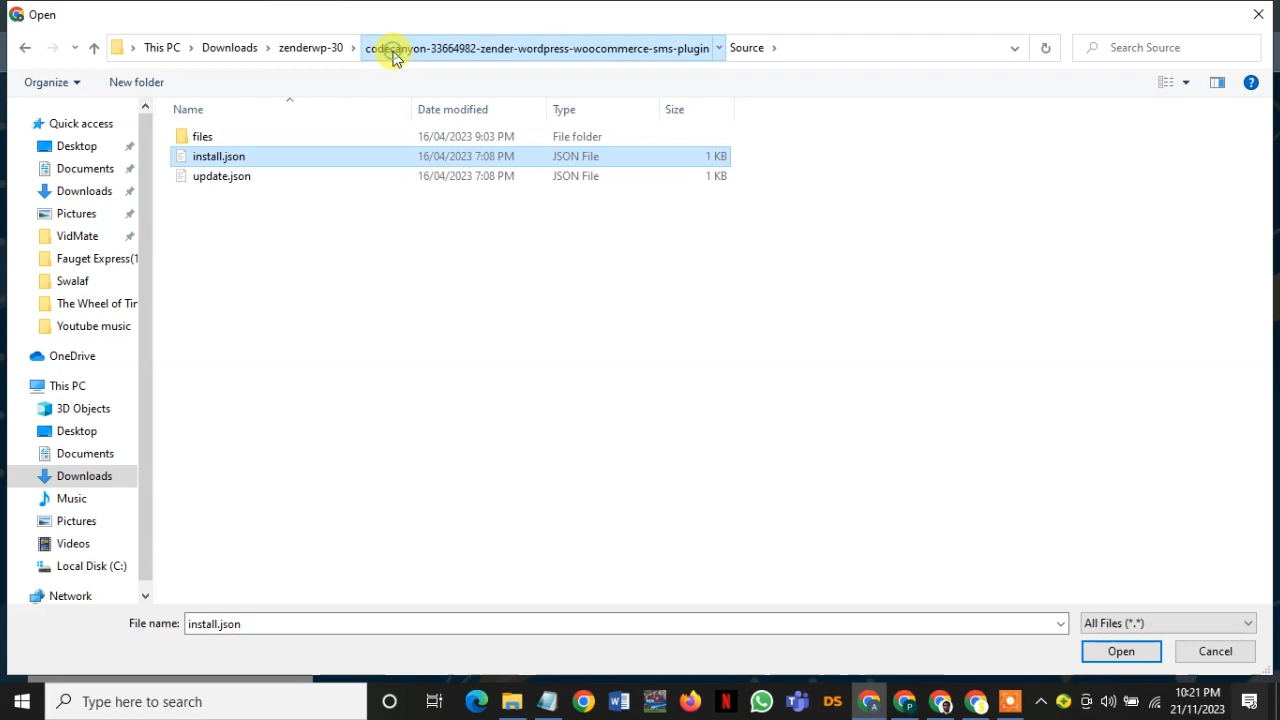 Open
This PC
Downloads
zenderwp-30
codecanyon-33664982-zender-wordpress-woocommerce-sms-plugin
Source
Search Source
Organize
New folder
Name
Date modified
Type
Size
files
16/04/2023 9:03 PM
File folder
install.json
16/04/2023 7:08 PM
JSON File
1 KB
update.json
16/04/2023 7:08 PM
JSON File
1 KB
Quick access
Desktop
Documents
Downloads
Pictures
VidMate
Fauget Express(1
Swalaf
The Wheel of Tir
Youtube music
OneDrive
This PC
3D Objects
Desktop
Documents
Downloads
Music
Pictures
Videos
Local Disk (C:)
Network
File name:
install.json
All Files (*.*)
Open
Cancel
Type here to search
DS
10:21 PM
21/11/2023